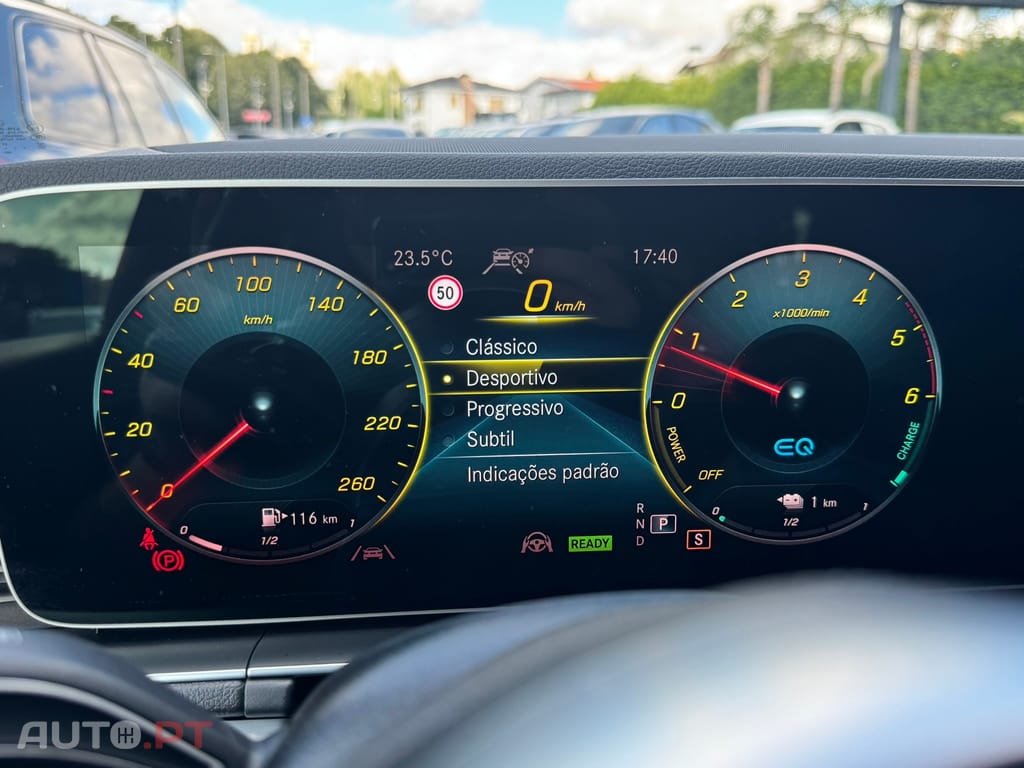 23.5°C
17:40
50
0 km/h
0
20
40
60
100
140
180
220
260
km/h
Clássico
Desportivo
Progressivo
Subtil
Indicações padrão
0
1
2
3
4
5
6
x1000/min
POWER
OFF
CHARGE
EQ
0
116 km
1
1/2
P
READY
R
N
D
P
S
0
1 km
1
1/2
AUTO.PT